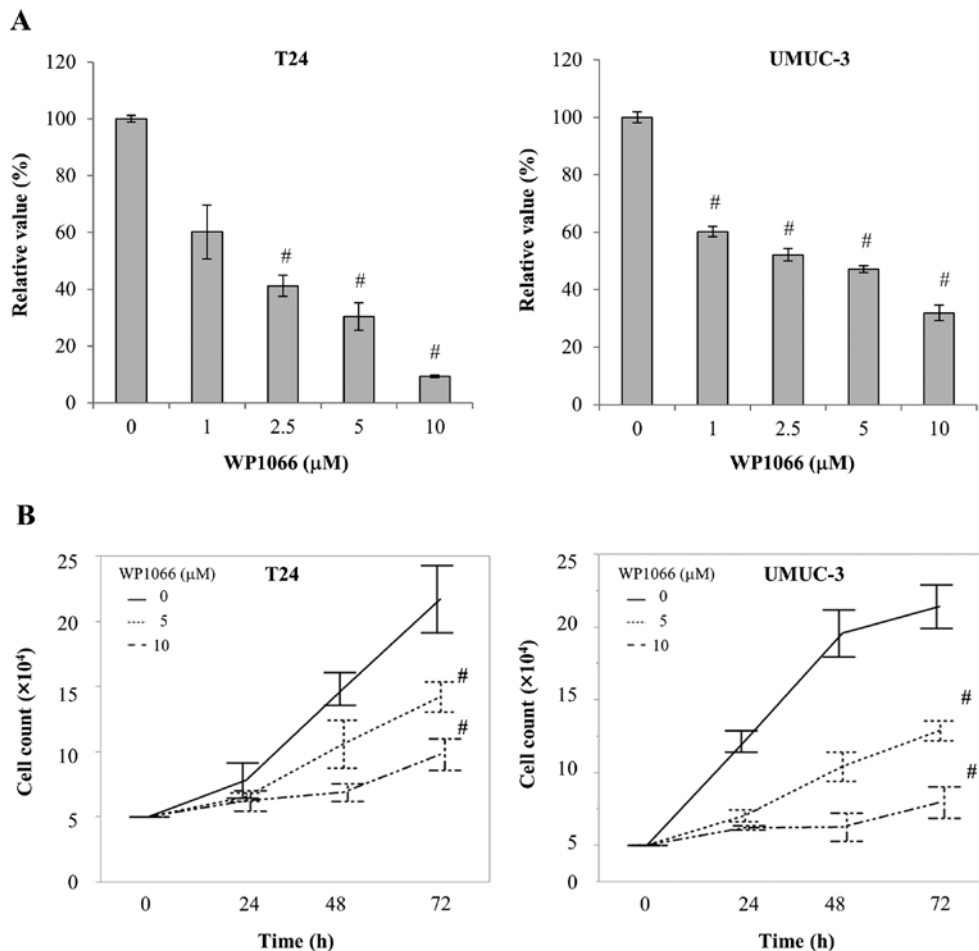 A
T24
120
100
80
60
40
20
0
Relative value (%)
#
#
#
0 1 2.5 5 10
WP1066 (μM)
UMUC-3
120
100
80
60
40
20
0
Relative value (%)
#
#
#
#
0 1 2.5 5 10
WP1066 (μM)
B
T24
WP1066 (μM)
0
5
10
25
20
15
10
5
0
Cell count (×10⁴)
#
#
0 24 48 72
Time (h)
UMUC-3
WP1066 (μM)
0
5
10
25
20
15
10
5
0
Cell count (×10⁴)
#
#
0 24 48 72
Time (h)